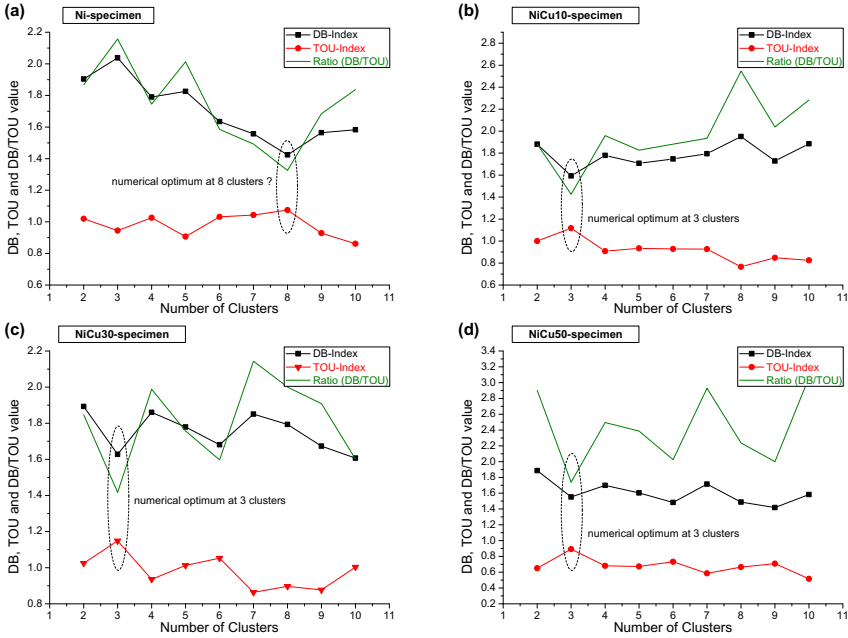 (a)
Ni-specimen
DB-Index
TOU-Index
Ratio (DB/TOU)
2.2
2.0
1.8
1.6
1.4
1.2
1.0
0.8
0.6
DB, TOU and DB/TOU value
numerical optimum at 8 clusters ?
1 2 3 4 5 6 7 8 9 10 11
Number of Clusters
(b)
NiCu10-specimen
DB-Index
TOU-Index
Ratio (DB/TOU)
2.8
2.6
2.4
2.2
2.0
1.8
1.6
1.4
1.2
1.0
0.8
0.6
DB, TOU and DB/TOU value
numerical optimum at 3 clusters
1 2 3 4 5 6 7 8 9 10 11
Number of Clusters
(c)
NiCu30-specimen
DB-Index
TOU-Index
Ratio (DB/TOU)
2.2
2.0
1.8
1.6
1.4
1.2
1.0
0.8
DB, TOU and DB/TOU value
numerical optimum at 3 clusters
1 2 3 4 5 6 7 8 9 10 11
Number of Clusters
(d)
NiCu50-specimen
DB-Index
TOU-Index
Ratio (DB/TOU)
3.4
3.2
3.0
2.8
2.6
2.4
2.2
2.0
1.8
1.6
1.4
1.2
1.0
0.8
0.6
0.4
0.2
DB, TOU and DB/TOU value
numerical optimum at 3 clusters
1 2 3 4 5 6 7 8 9 10 11
Number of Clusters